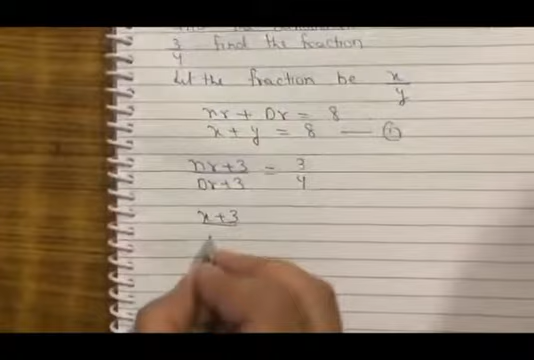 3/4 find the fraction
Let the fraction be x/y
nr + Dr = 8
x + y = 8 —— ①
nr+3/Dr+3 = 3/4
x+3